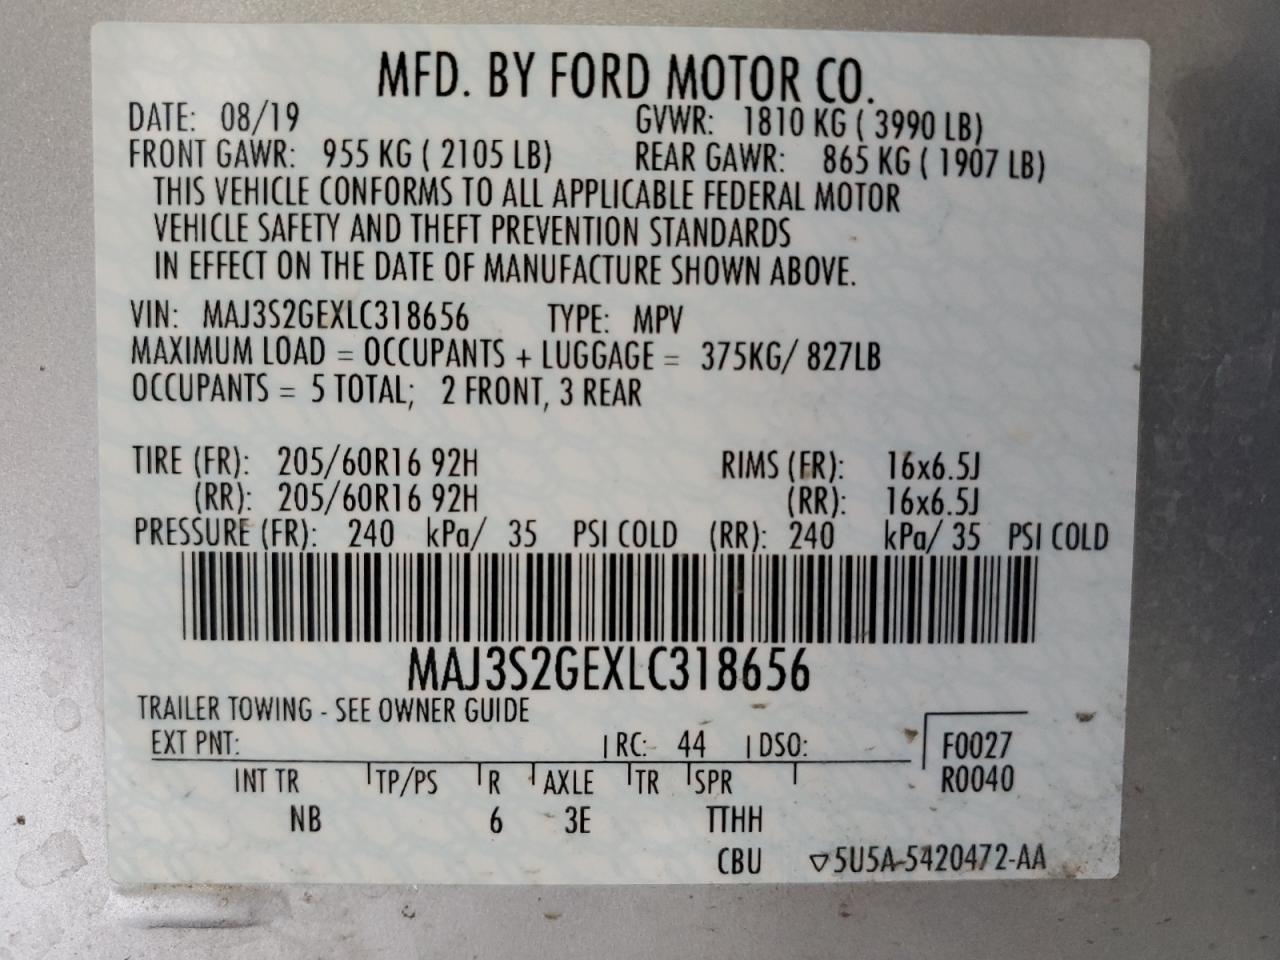 MFD. BY FORD MOTOR CO.
DATE: 08/19 GVWR: 1810 KG ( 3990 LB)
FRONT GAWR: 955 KG ( 2105 LB) REAR GAWR: 865 KG ( 1907 LB)
THIS VEHICLE CONFORMS TO ALL APPLICABLE FEDERAL MOTOR
VEHICLE SAFETY AND THEFT PREVENTION STANDARDS
IN EFFECT ON THE DATE OF MANUFACTURE SHOWN ABOVE.
VIN: MAJ3S2GEXLC318656 TYPE: MPV
MAXIMUM LOAD = OCCUPANTS + LUGGAGE = 375KG/ 827LB
OCCUPANTS = 5 TOTAL; 2 FRONT, 3 REAR
TIRE (FR): 205/60R16 92H RIMS (FR): 16x6.5J
(RR): 205/60R16 92H (RR): 16x6.5J
PRESSURE (FR): 240 kPa/ 35 PSI COLD (RR): 240 kPa/ 35 PSI COLD
MAJ3S2GEXLC318656
TRAILER TOWING - SEE OWNER GUIDE
EXT PNT: RC: 44 DSO: F0027
INT TR TP/PS R AXLE TR SPR R0040
NB 6 3E TTHH
CBU ▽5U5A-5420472-AA